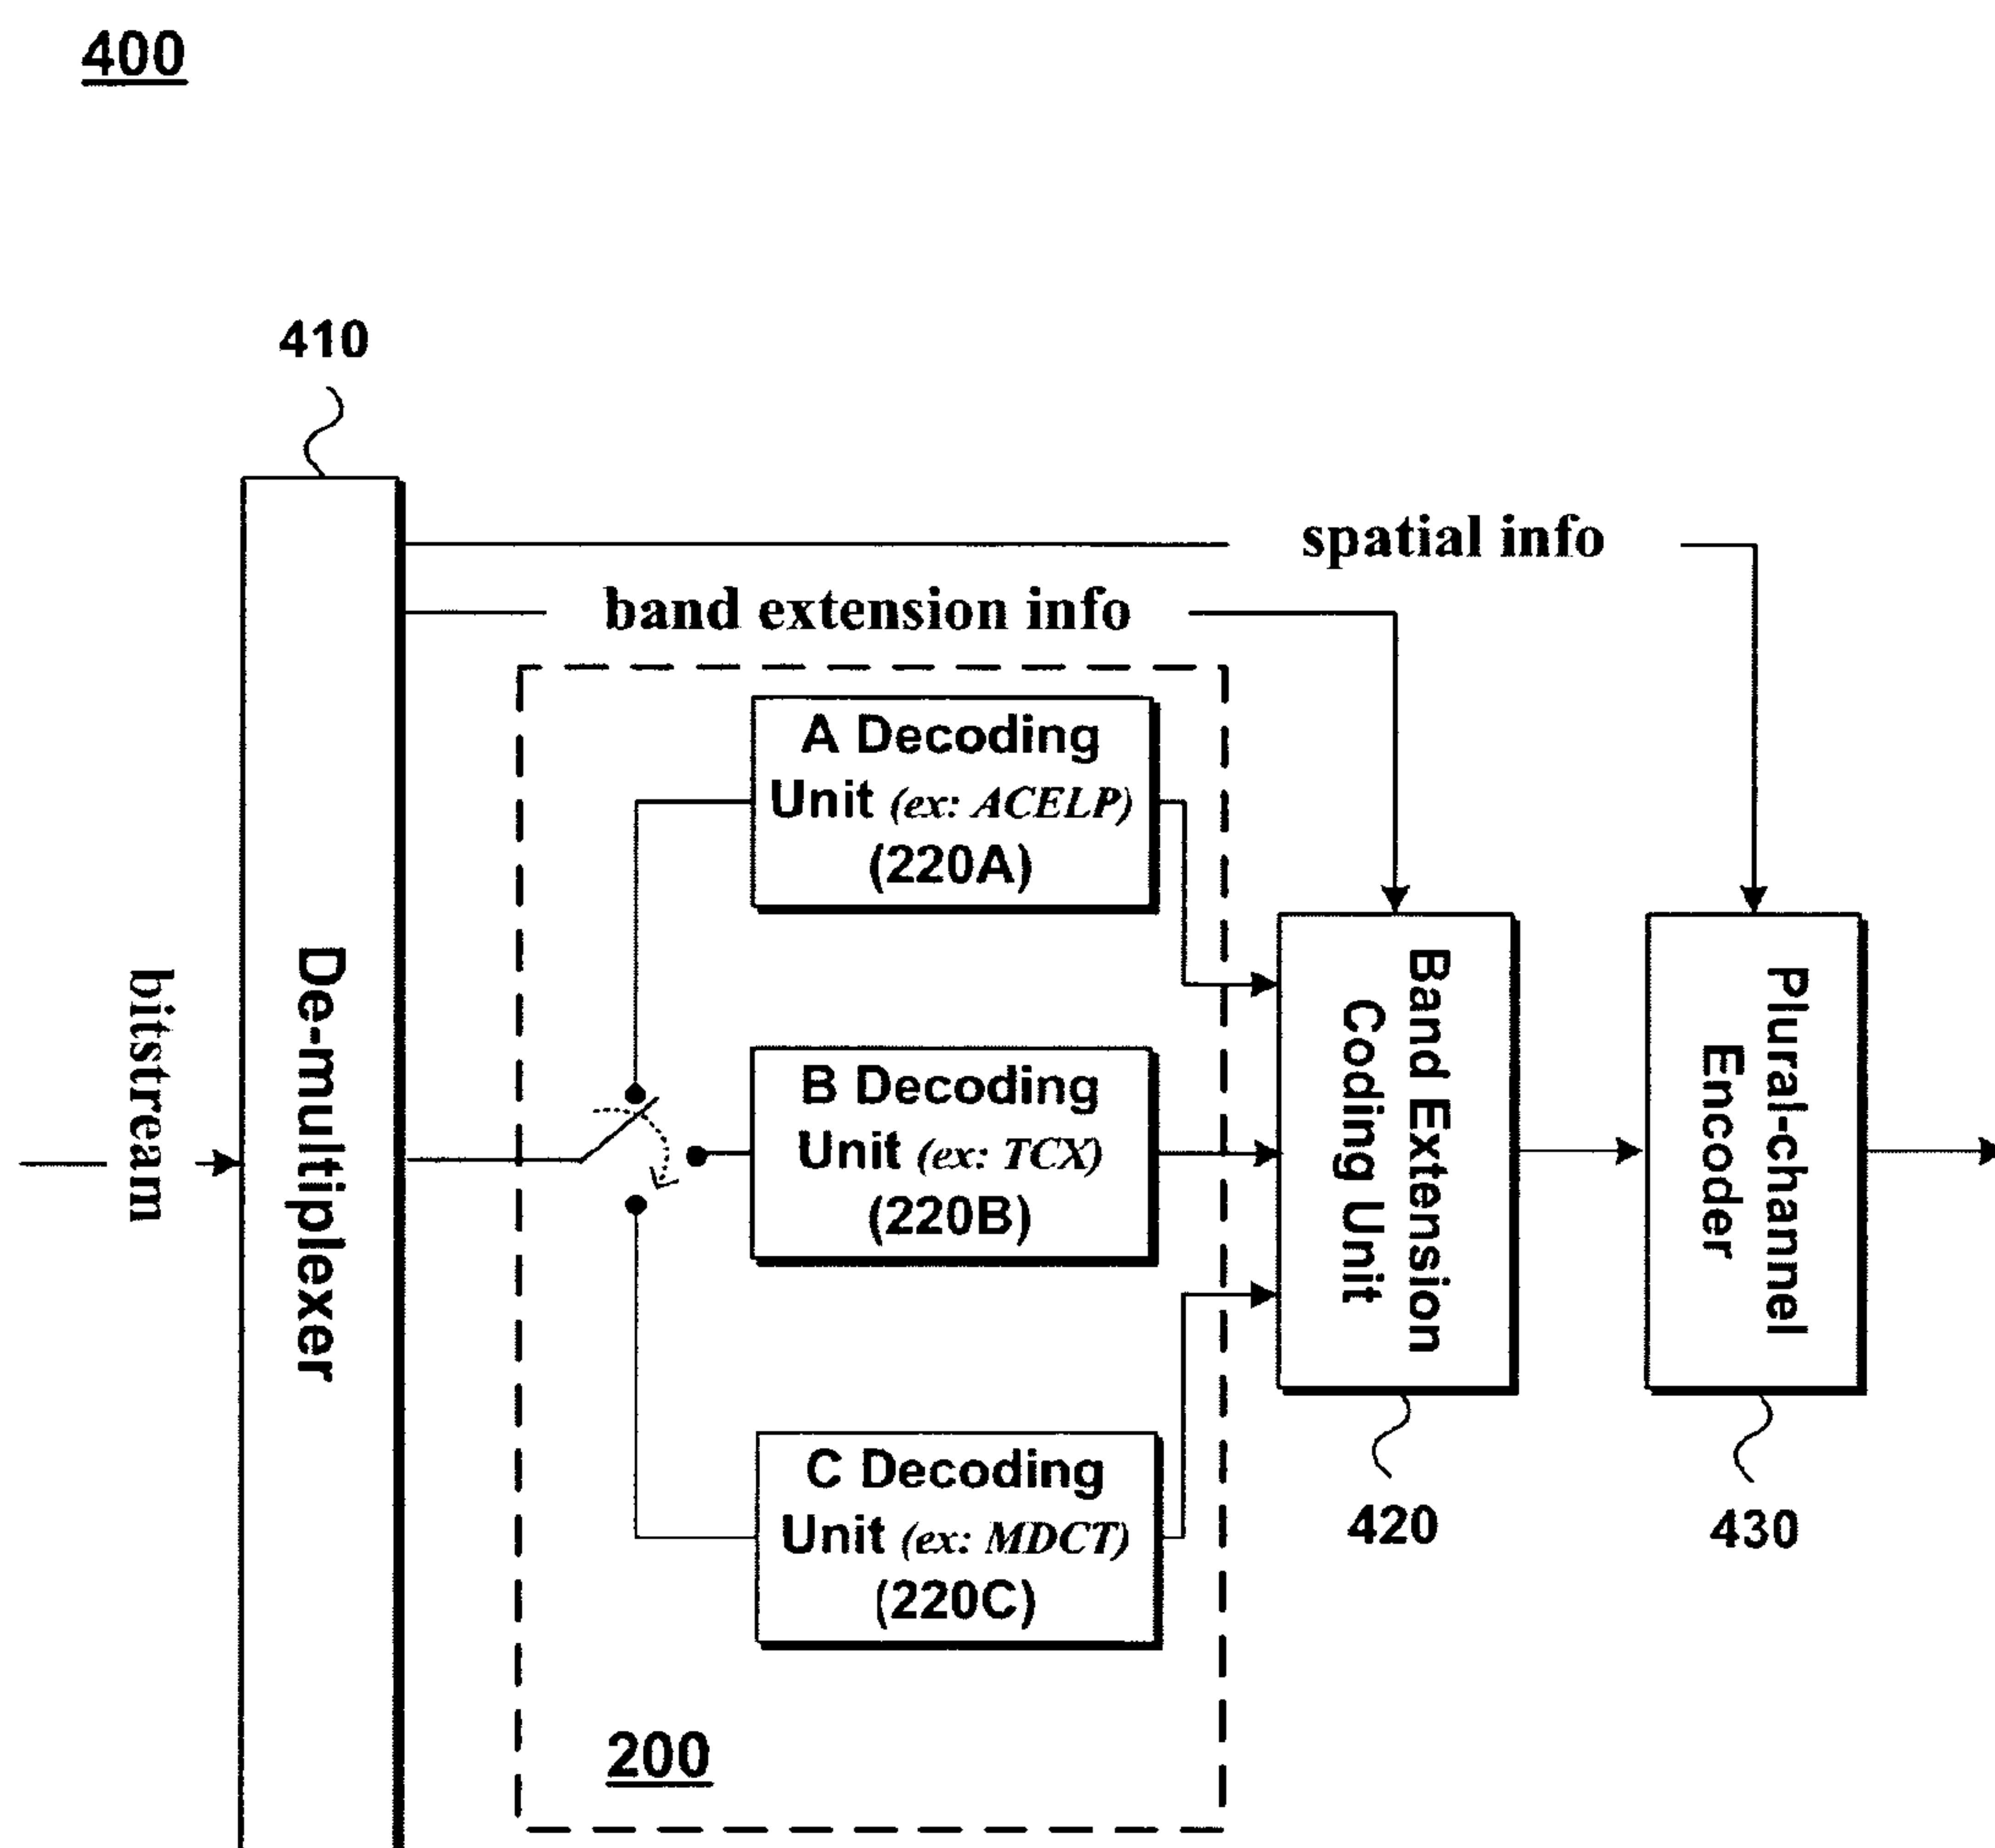 400
410
spatial info
band extension info
bitstream
De-multiplexer
A Decoding
Unit (ex: ACELP)
(220A)
B Decoding
Unit (ex: TCX)
(220B)
C Decoding
Unit (ex: MDCT)
(220C)
200
Band Extension
Coding Unit
420
Plural-channel
Encoder
430